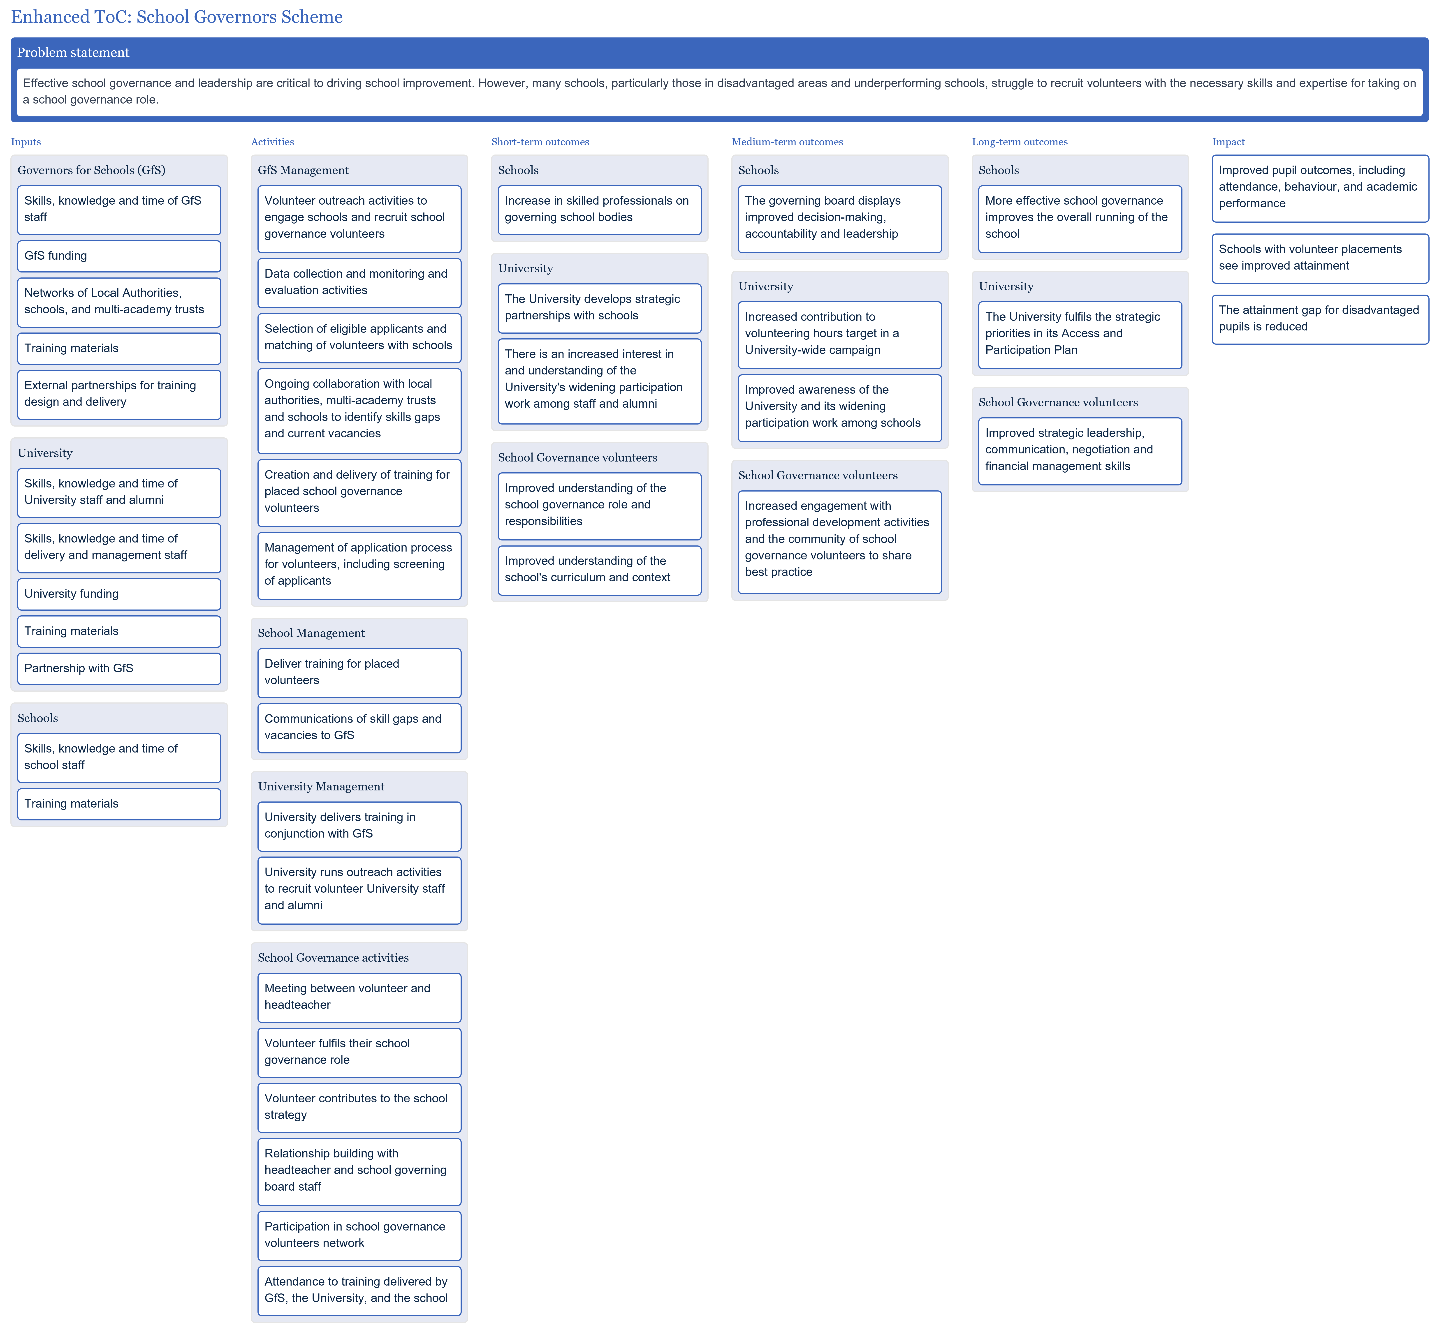 Enhanced ToC: School Governors Scheme
Problem statement
Effective school governance and leadership are critical to driving school improvement. However, many schools, particularly those in disadvantaged areas and underperforming schools, struggle to recruit volunteers with the necessary skills and expertise for taking on
a school governance role.
Inputs
Governors for Schools (GfS)
Skills, knowledge and time of GfS
staff
GfS funding
Networks of Local Authorities,
schools, and multi-academy trusts
Training materials
External partnerships for training
design and delivery
University
Skills, knowledge and time of
University staff and alumni
Skills, knowledge and time of
delivery and management staff
University funding
Training materials
Partnership with GfS
Schools
Skills, knowledge and time of
school staff
Training materials
Activities
GfS Management
Volunteer outreach activities to
engage schools and recruit school
governance volunteers
Data collection and monitoring and
evaluation activities
Selection of eligible applicants and
matching of volunteers with schools
Ongoing collaboration with local
authorities, multi-academy trusts
and schools to identify skills gaps
and current vacancies
Creation and delivery of training for
placed school governance
volunteers
Management of application process
for volunteers, including screening
of applicants
School Management
Deliver training for placed
volunteers
Communications of skill gaps and
vacancies to GfS
University Management
University delivers training in
conjunction with GfS
University runs outreach activities
to recruit volunteer University staff
and alumni
School Governance activities
Meeting between volunteer and
headteacher
Volunteer fulfils their school
governance role
Volunteer contributes to the school
strategy
Relationship building with
headteacher and school governing
board staff
Participation in school governance
volunteers network
Attendance to training delivered by
GfS, the University, and the school
Short-term outcomes
Schools
Increase in skilled professionals on
governing school bodies
University
The University develops strategic
partnerships with schools
There is an increased interest in
and understanding of the
University's widening participation
work among staff and alumni
School Governance volunteers
Improved understanding of the
school governance role and
responsibilities
Improved understanding of the
school's curriculum and context
Medium-term outcomes
Schools
The governing board displays
improved decision-making,
accountability and leadership
University
Increased contribution to
volunteering hours target in a
University-wide campaign
Improved awareness of the
University and its widening
participation work among schools
School Governance volunteers
Increased engagement with
professional development activities
and the community of school
governance volunteers to share
best practice
Long-term outcomes
Schools
More effective school governance
improves the overall running of the
school
University
The University fulfils the strategic
priorities in its Access and
Participation Plan
School Governance volunteers
Improved strategic leadership,
communication, negotiation and
financial management skills
Impact
Improved pupil outcomes, including
attendance, behaviour, and academic
performance
Schools with volunteer placements
see improved attainment
The attainment gap for disadvantaged
pupils is reduced